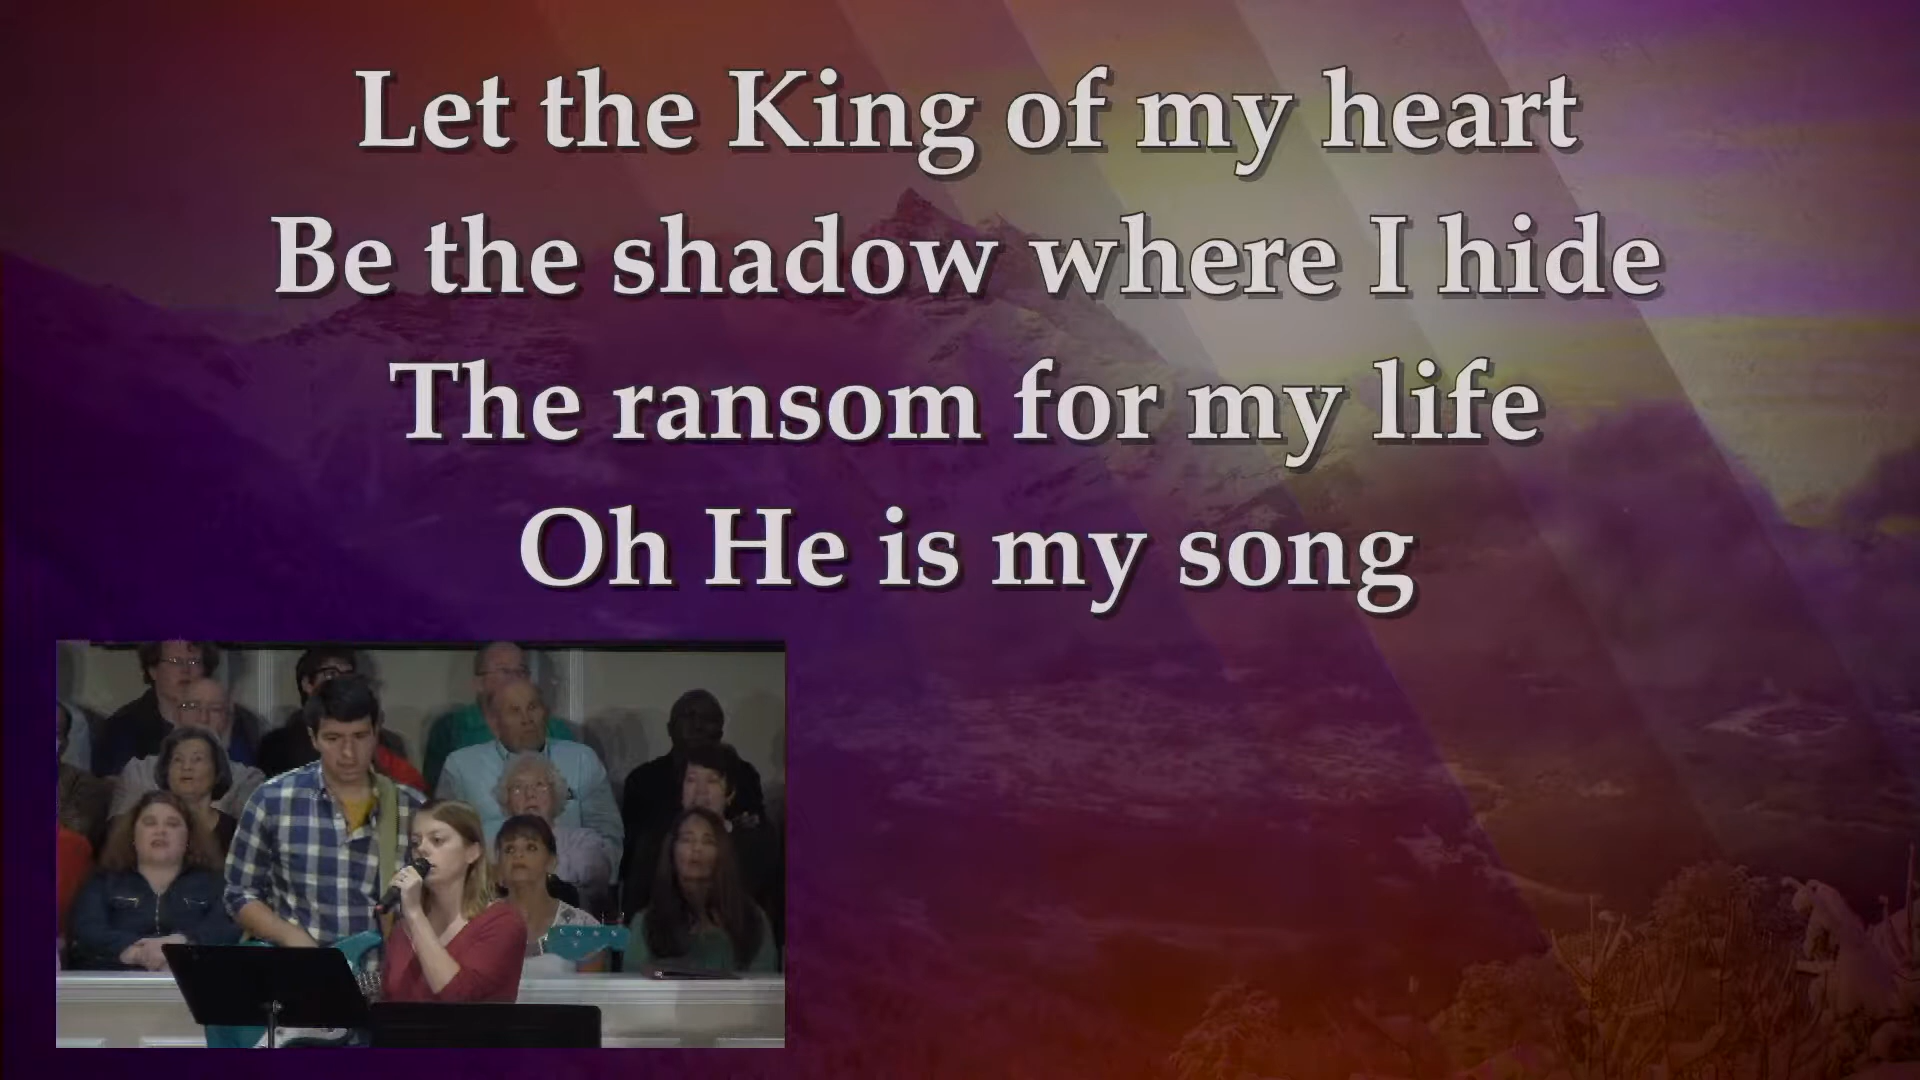 Let the King of my heart
Be the shadow where I hide
The ransom for my life
Oh He is my song